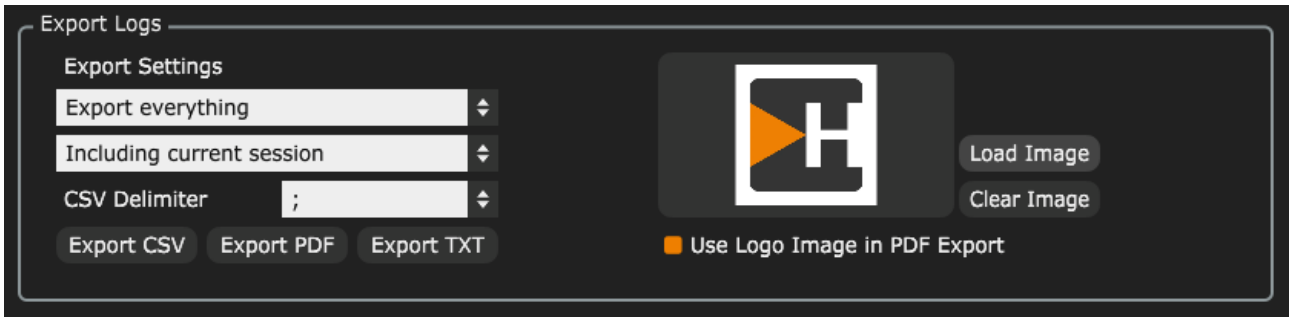 Export Logs
Export Settings
Export everything
Including current session
CSV Delimiter ;
Export CSV Export PDF Export TXT
H
Load Image
Clear Image
Use Logo Image in PDF Export